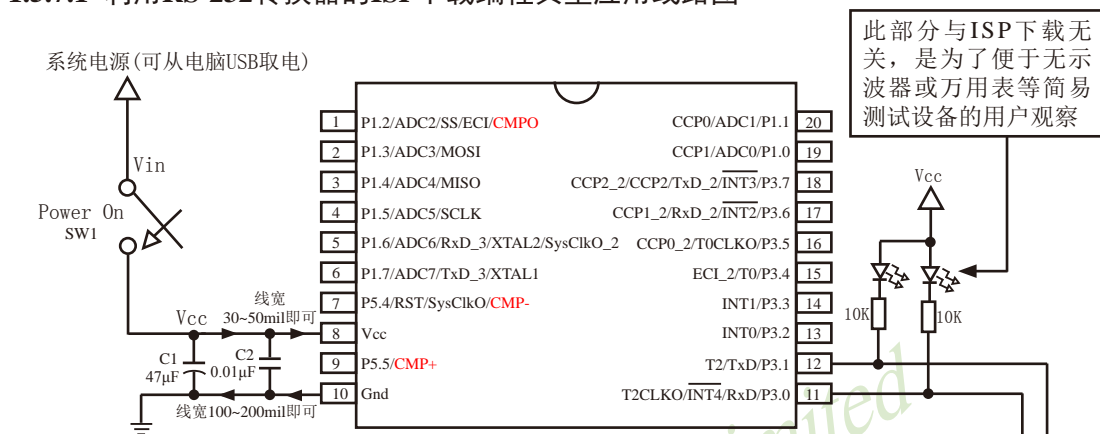 系统电源(可从电脑USB取电)
此部分与ISP下载无
关，是为了便于无示
波器或万用表等简易
测试设备的用户观察
Vin
Power On
SW1
1 P1.2/ADC2/SS/ECI/CMPO
2 P1.3/ADC3/MOSI
3 P1.4/ADC4/MISO
4 P1.5/ADC5/SCLK
5 P1.6/ADC6/RxD_3/XTAL2/SysClkO_2
6 P1.7/ADC7/TxD_3/XTAL1
7 P5.4/RST/SysClkO/CMP-
8 Vcc
9 P5.5/CMP+
10 Gnd
CCP0/ADC1/P1.1 20
CCP1/ADC0/P1.0 19
CCP2_2/CCP2/TxD_2/INT3/P3.7 18
CCP1_2/RxD_2/INT2/P3.6 17
CCP0_2/T0CLKO/P3.5 16
ECI_2/T0/P3.4 15
INT1/P3.3 14
INT0/P3.2 13
T2/TxD/P3.1 12
T2CLKO/INT4/RxD/P3.0 11
Vcc
10K
10K
线宽
Vcc 30~50mil即可
C1
47μF
C2
0.01μF
线宽100~200mil即可